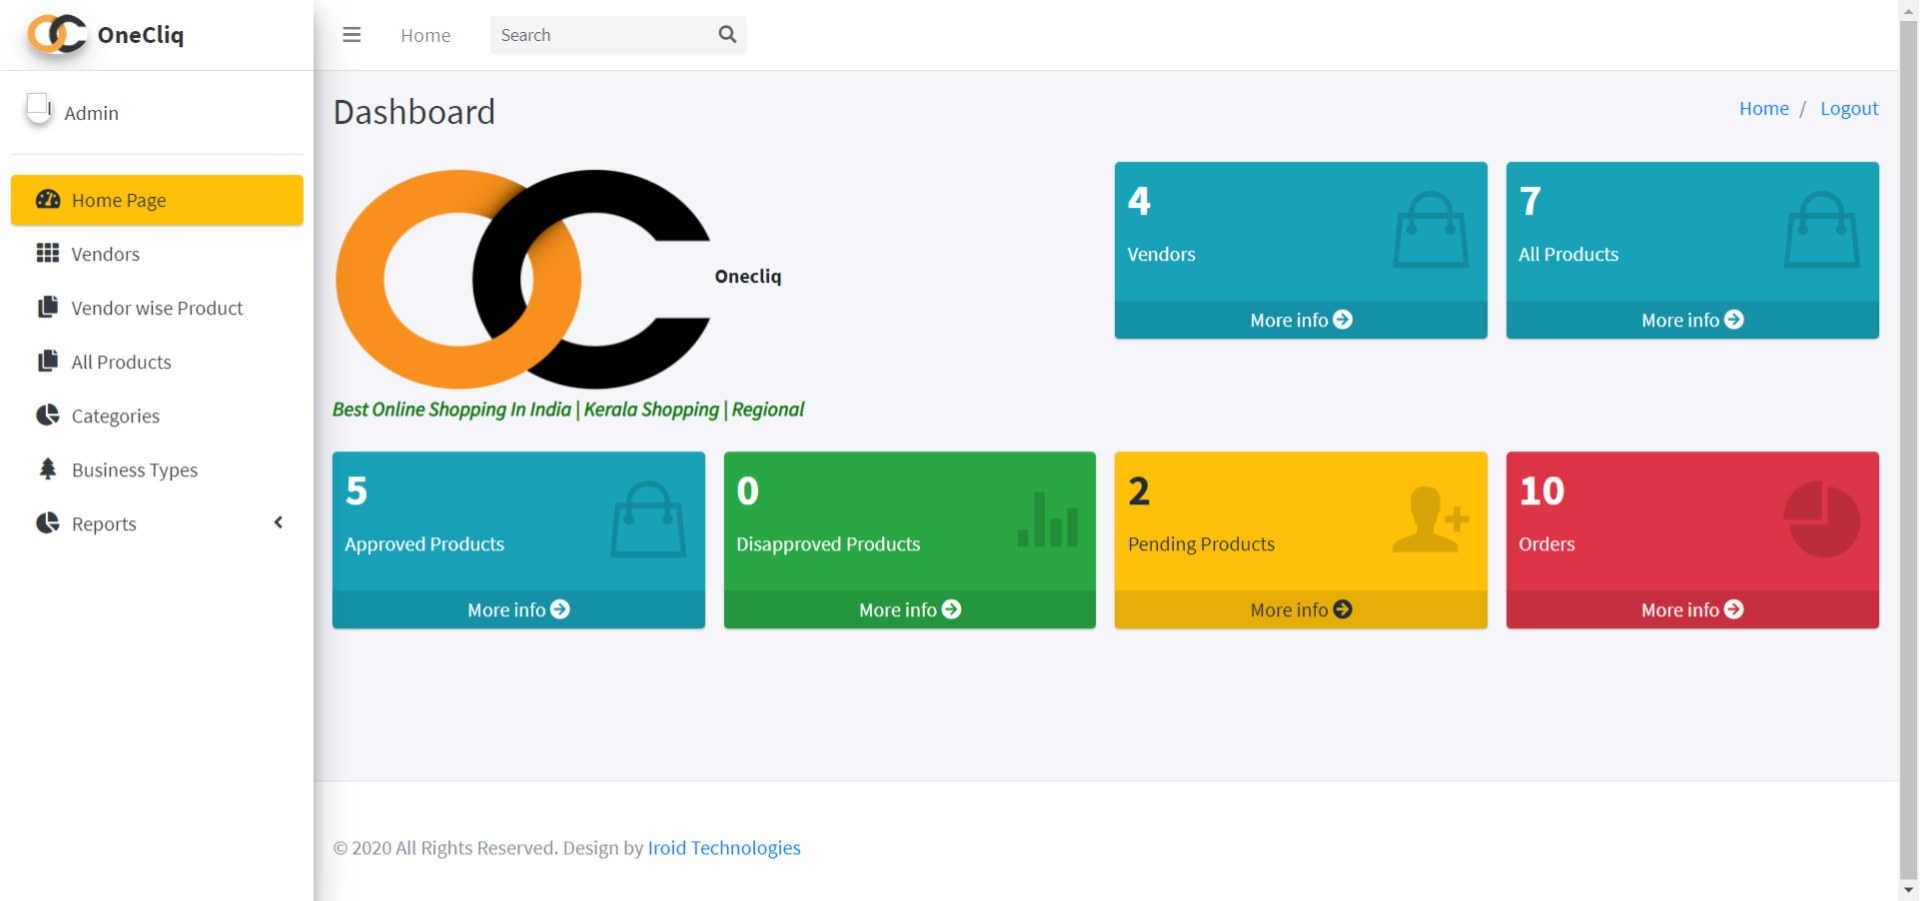 OneCliq
Home
Search
Admin
Home Page
Vendors
Vendor wise Product
All Products
Categories
Business Types
Reports
Dashboard
Home / Logout
Onecliq
Best Online Shopping In India | Kerala Shopping | Regional
4
Vendors
More info
7
All Products
More info
5
Approved Products
More info
0
Disapproved Products
More info
2
Pending Products
More info
10
Orders
More info
© 2020 All Rights Reserved. Design by Iroid Technologies